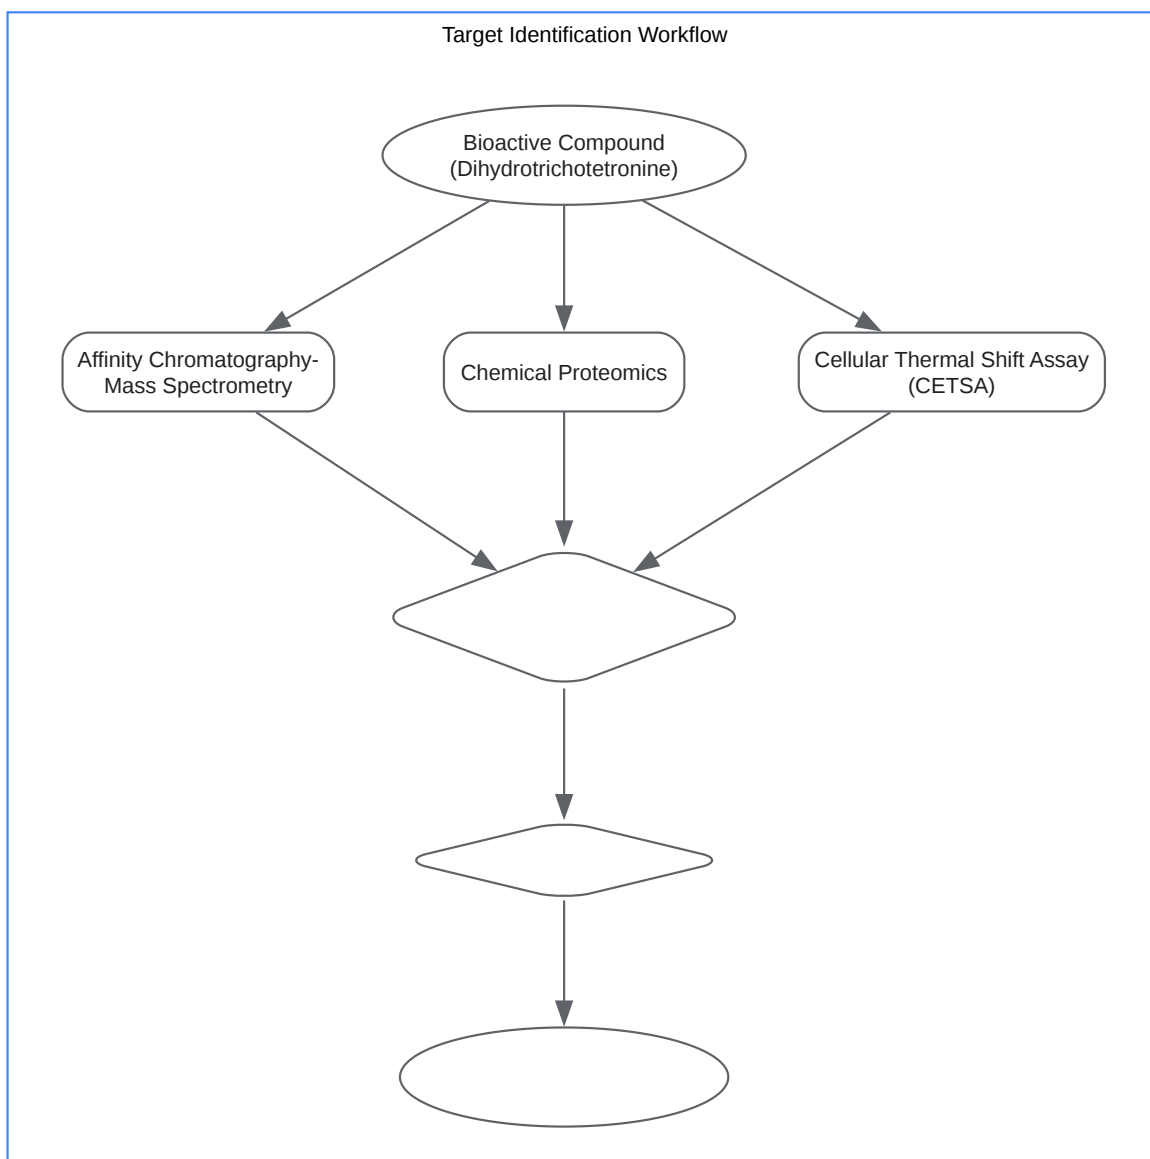 Target Identification Workflow
Bioactive Compound
(Dihydrotrichotetronine)
Affinity Chromatography-
Mass Spectrometry
Chemical Proteomics
Cellular Thermal Shift Assay
(CETSA)